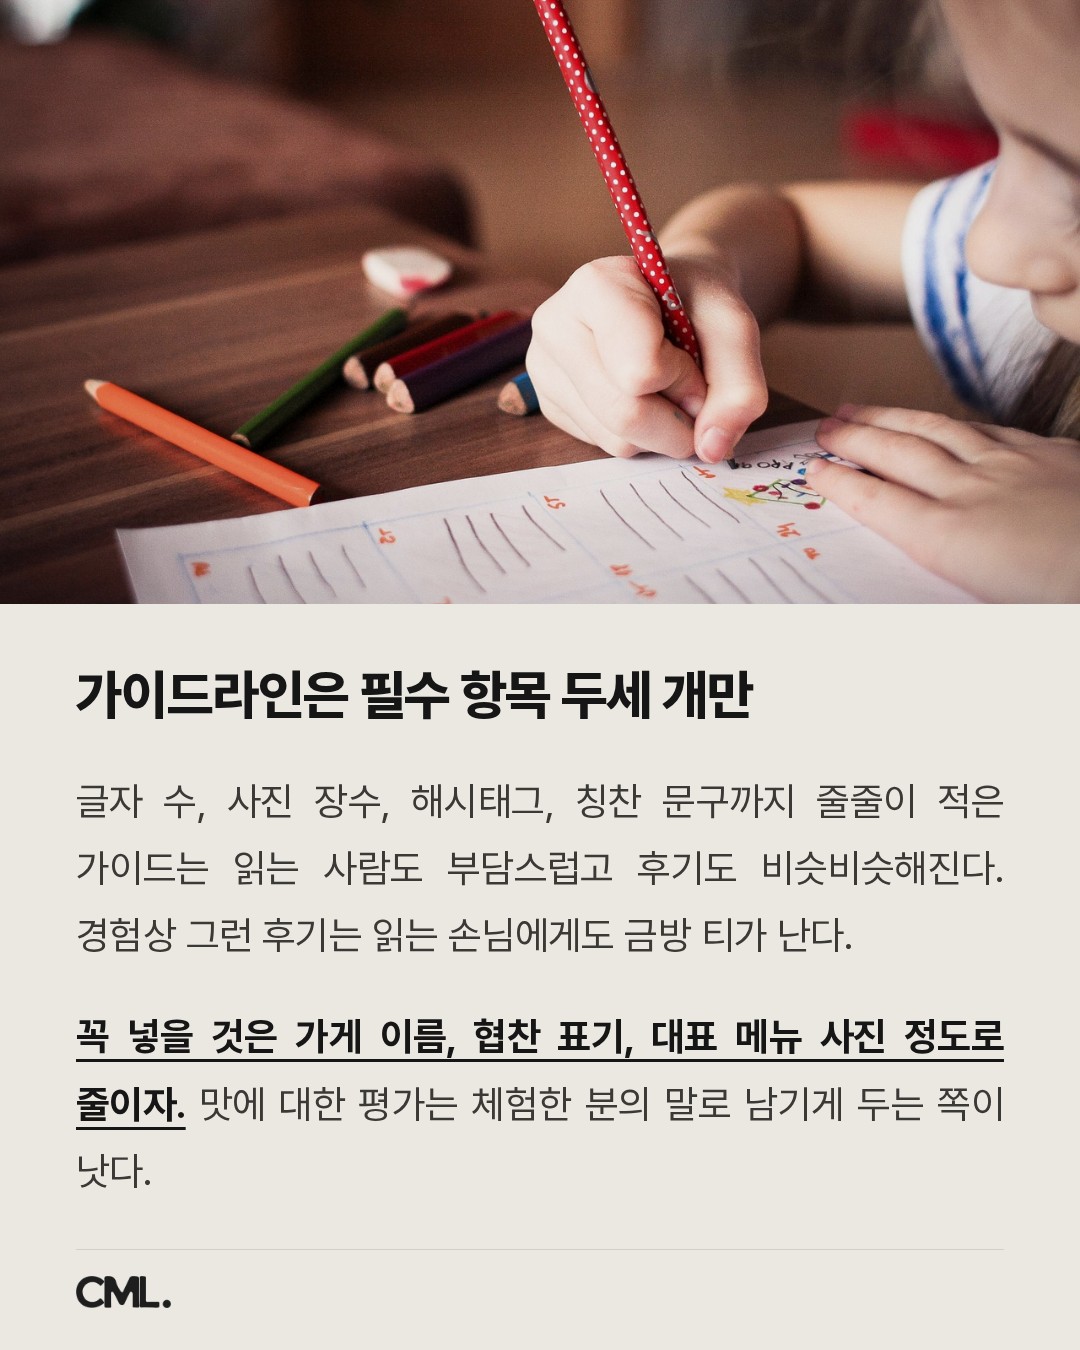 가이드라인은 필수 항목 두세 개만
글자 수, 사진 장수, 해시태그, 칭찬 문구까지 줄줄이 적은
가이드는 읽는 사람도 부담스럽고 후기도 비슷비슷해진다.
경험상 그런 후기는 읽는 손님에게도 금방 티가 난다.
꼭 넣을 것은 가게 이름, 협찬 표기, 대표 메뉴 사진 정도로
줄이자. 맛에 대한 평가는 체험한 분의 말로 남기게 두는 쪽이
낫다.
CML.